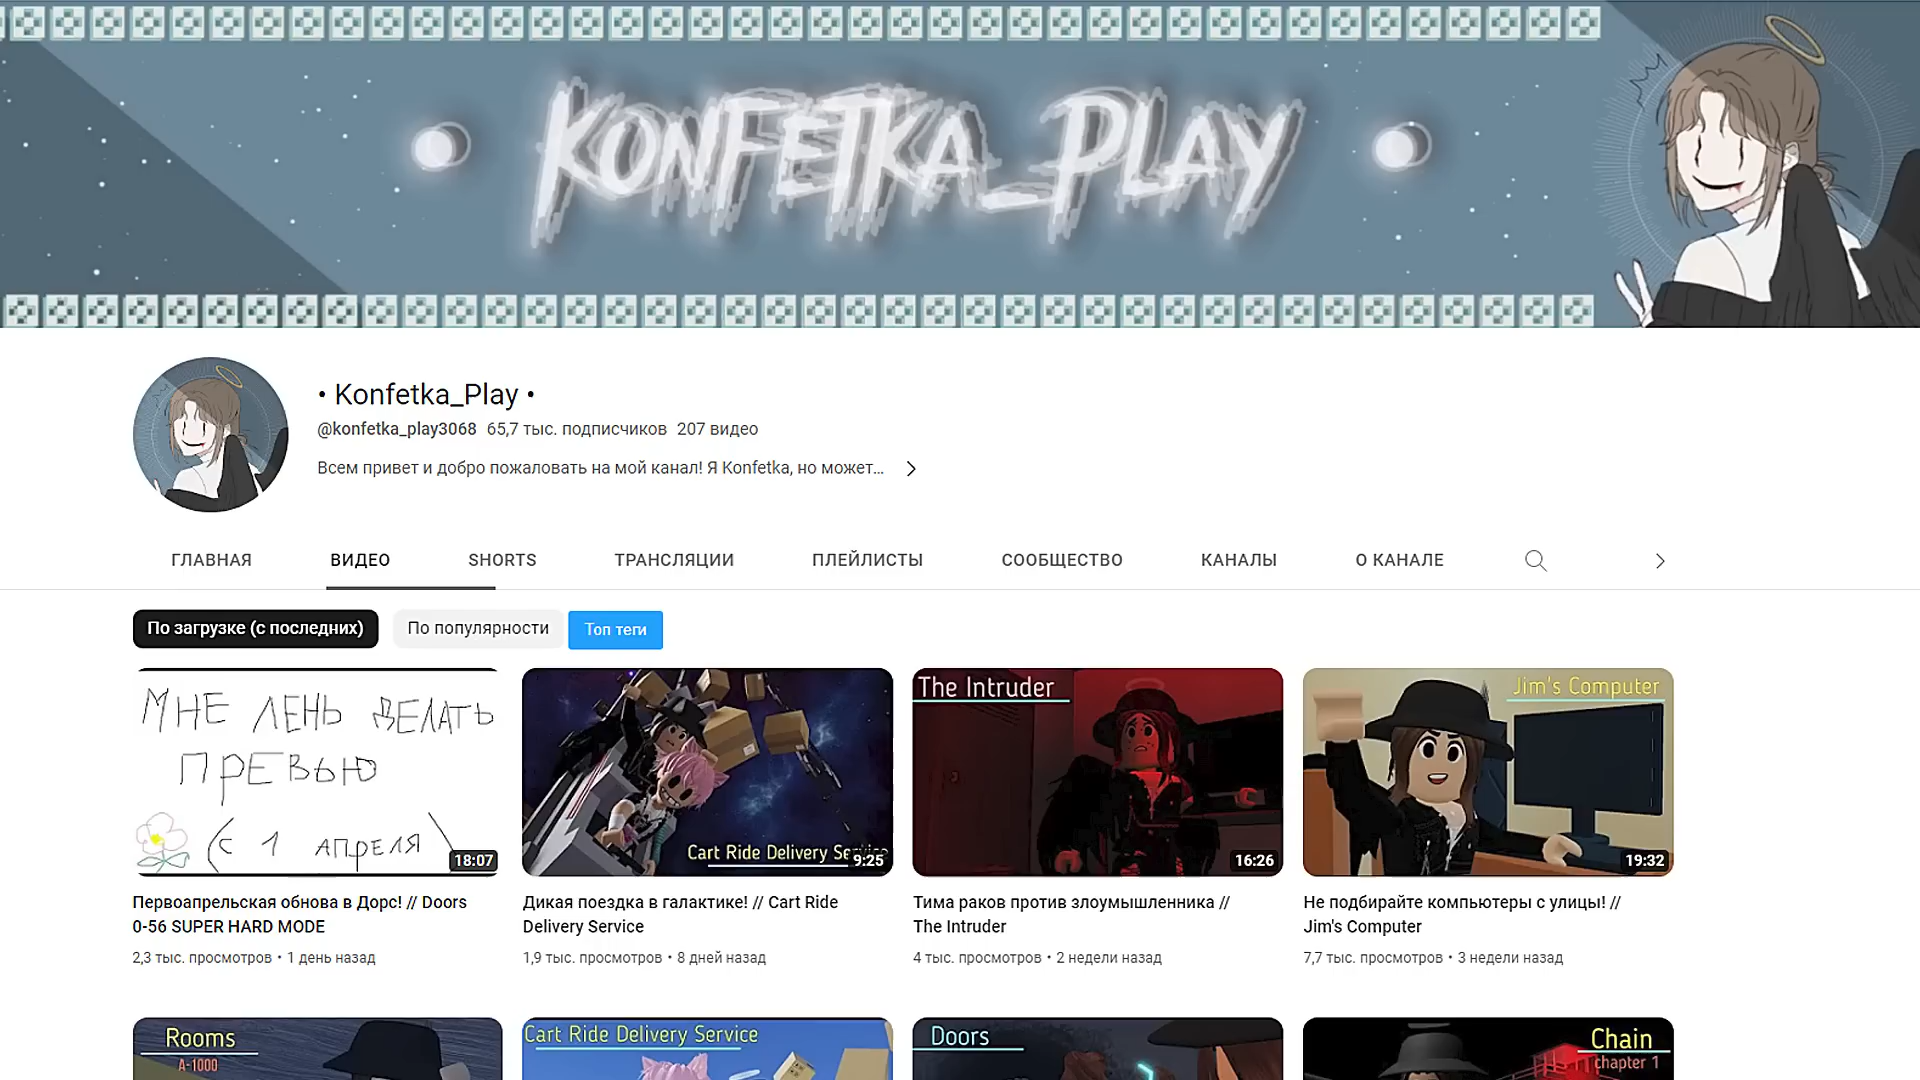 KONFETKA_PLAY
• Konfetka_Play •
@konfetka_play3068 65,7 тыс. подписчиков 207 видео
Всем привет и добро пожаловать на мой канал! Я Konfetka, но может...
ГЛАВНАЯ ВИДЕО SHORTS ТРАНСЛЯЦИИ ПЛЕЙЛИСТЫ СООБЩЕСТВО КАНАЛЫ О КАНАЛЕ
По загрузке (с последних) По популярности Топ теги
МНЕ ЛЕНЬ ДЕЛАТЬ
ПРЕВЬЮ
(С 1 АПРЕЛЯ)
18:07
Cart Ride Delivery Service
9:25
The Intruder
16:26
Jim's Computer
19:32
Первоапрельская обнова в Дорс! // Doors
0-56 SUPER HARD MODE
2,3 тыс. просмотров • 1 день назад
Дикая поездка в галактике! // Cart Ride
Delivery Service
1,9 тыс. просмотров • 8 дней назад
Тима раков против злоумышленника //
The Intruder
4 тыс. просмотров • 2 недели назад
Не подбирайте компьютеры с улицы! //
Jim's Computer
7,7 тыс. просмотров • 3 недели назад
Rooms
A-1000
Cart Ride Delivery Service
Doors
Chain
chapter 1